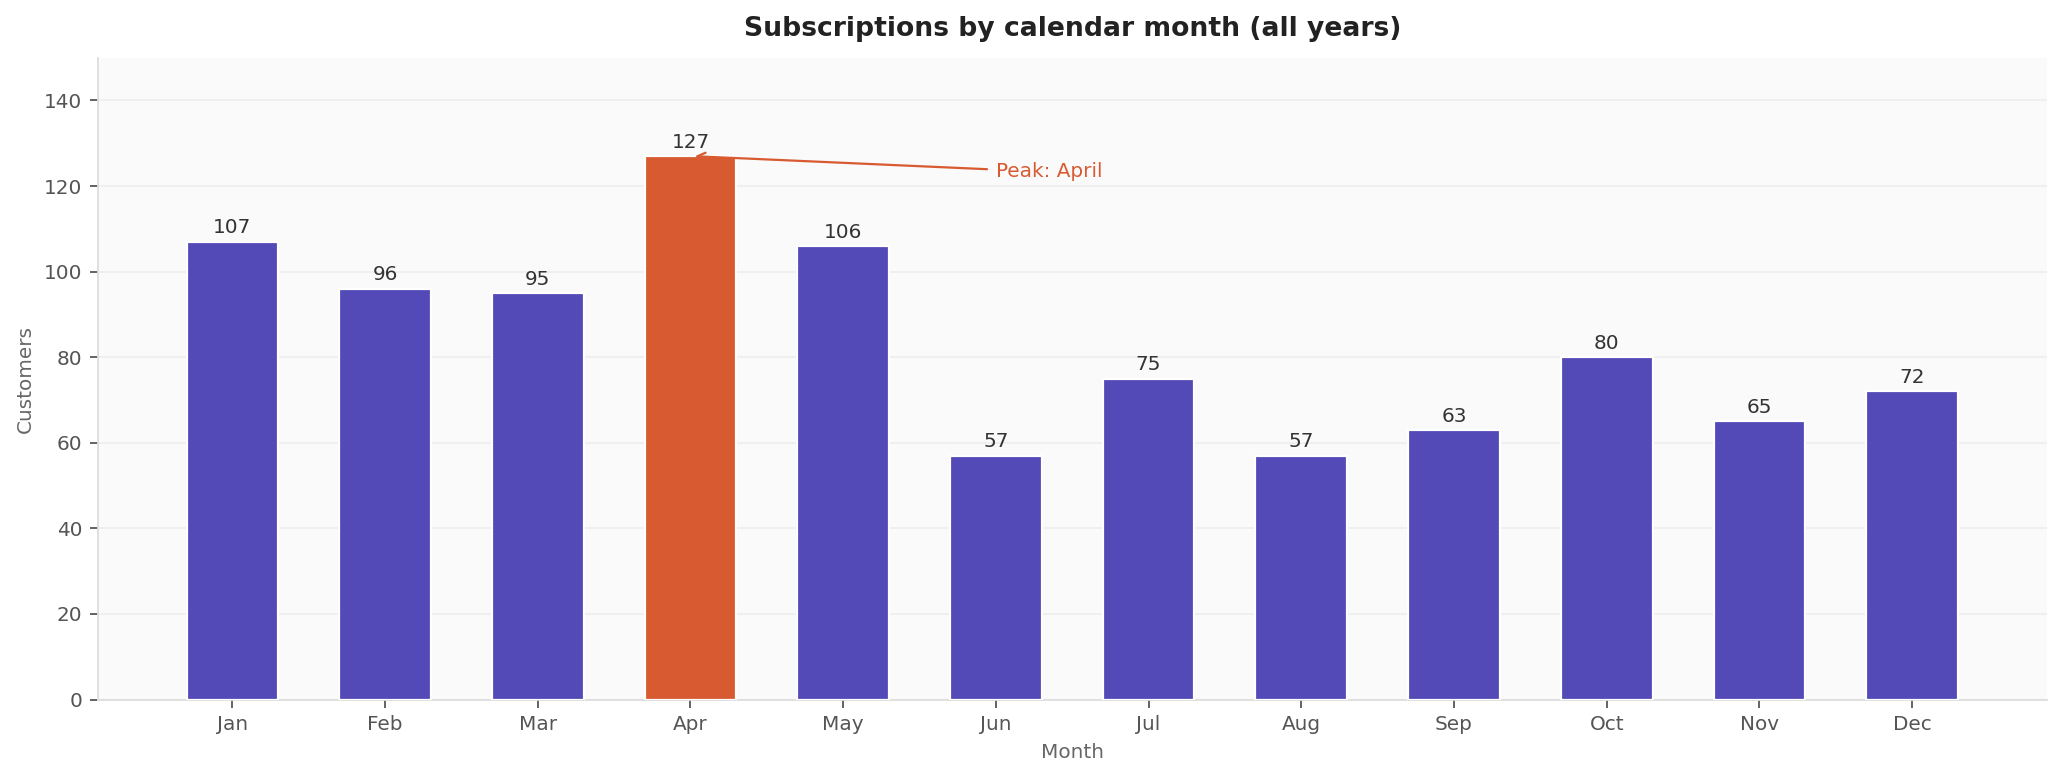 Subscriptions by calendar month (all years)
140
120
100
80
60
40
20
0
Customers
107
96
95
127
106
57
75
57
63
80
65
72
Peak: April
Jan
Feb
Mar
Apr
May
Jun
Jul
Aug
Sep
Oct
Nov
Dec
Month